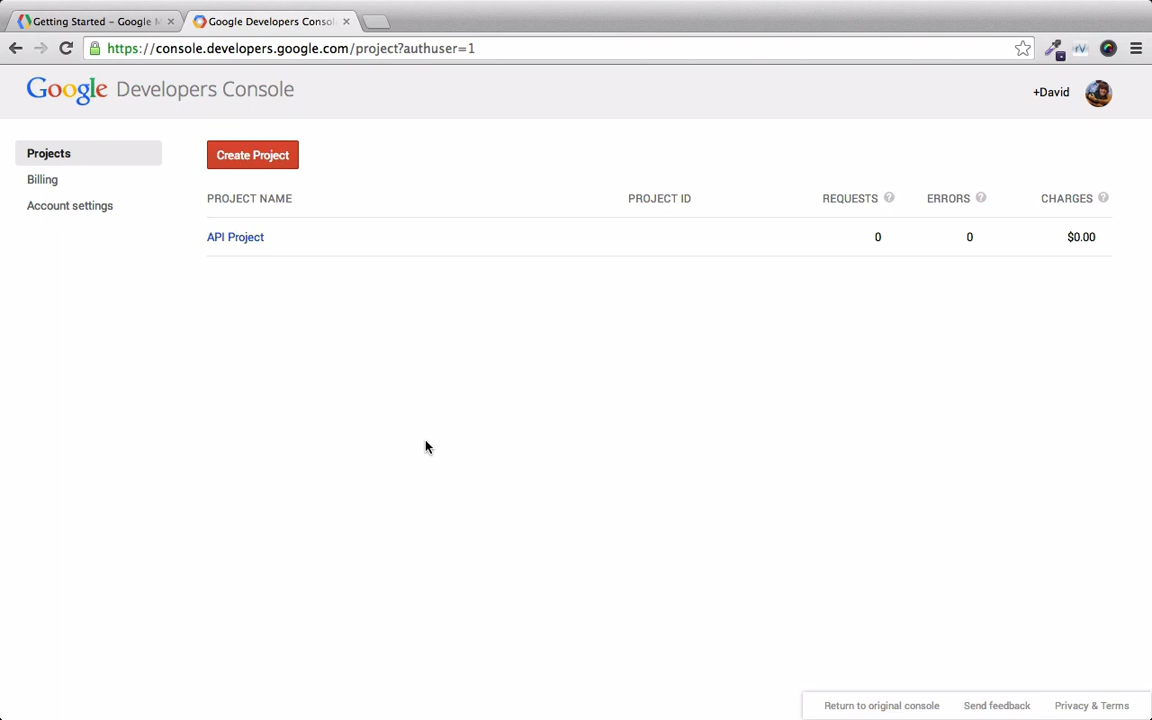 Getting Started – Google M
Google Developers Consol
https://console.developers.google.com/project?authuser=1
Google Developers Console
+David
Projects
Billing
Account settings
Create Project
PROJECT NAME PROJECT ID REQUESTS ? ERRORS ? CHARGES ?
API Project 0 0 $0.00
Return to original console Send feedback Privacy & Terms